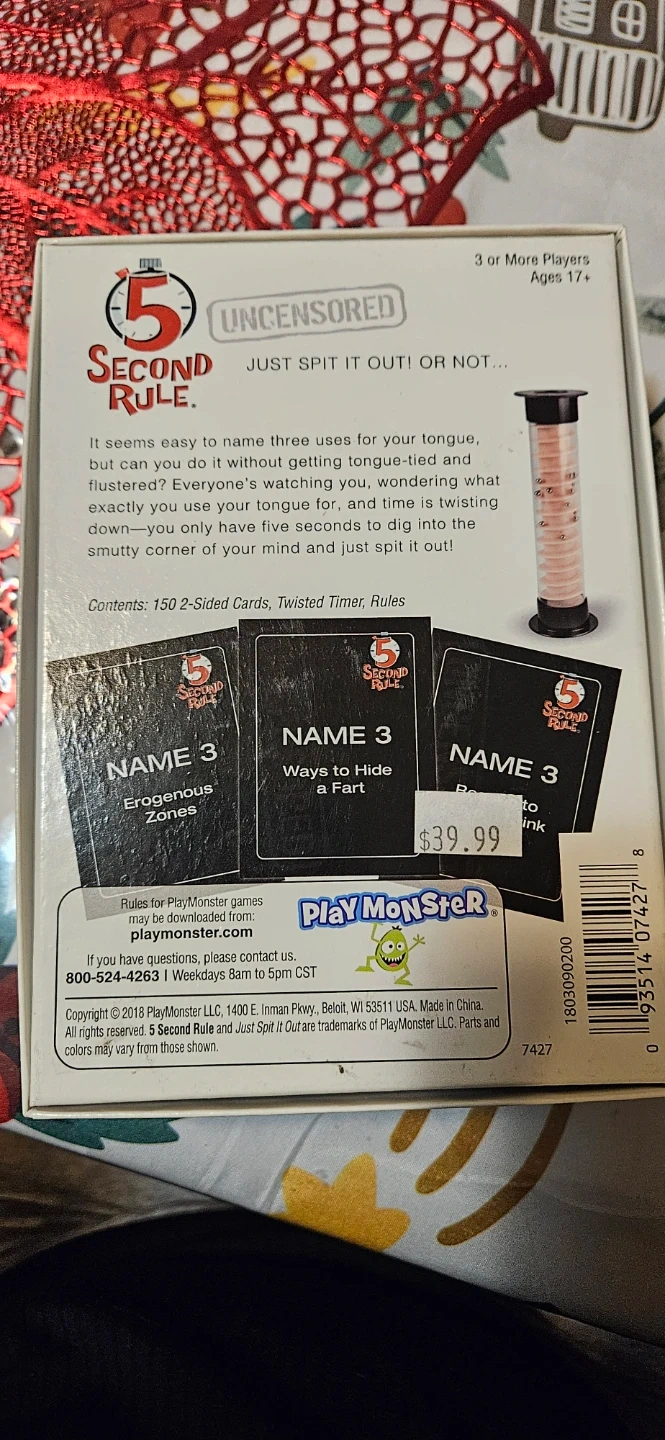 3 or More Players
Ages 17+
5
SECOND
RULE.
UNCENSORED
JUST SPIT IT OUT! OR NOT...
It seems easy to name three uses for your tongue,
but can you do it without getting tongue-tied and
flustered? Everyone's watching you, wondering what
exactly you use your tongue for, and time is twisting
down—you only have five seconds to dig into the
smutty corner of your mind and just spit it out!
Contents: 150 2-Sided Cards, Twisted Timer, Rules
5
SECOND
RULE.
NAME 3
Erogenous
Zones
5
SECOND
RULE.
NAME 3
Ways to Hide
a Fart
5
SECOND
RULE.
NAME 3
to
$39.99
Rules for PlayMonster games
may be downloaded from:
playmonster.com
If you have questions, please contact us.
800-524-4263 | Weekdays 8am to 5pm CST
PLAYMONSTER®
Copyright © 2018 PlayMonster LLC, 1400 E. Inman Pkwy., Beloit, WI 53511 USA. Made in China.
All rights reserved. 5 Second Rule and Just Spit It Out are trademarks of PlayMonster LLC. Parts and
colors may vary from those shown.
7427
1803090200
0 93514 07427 8